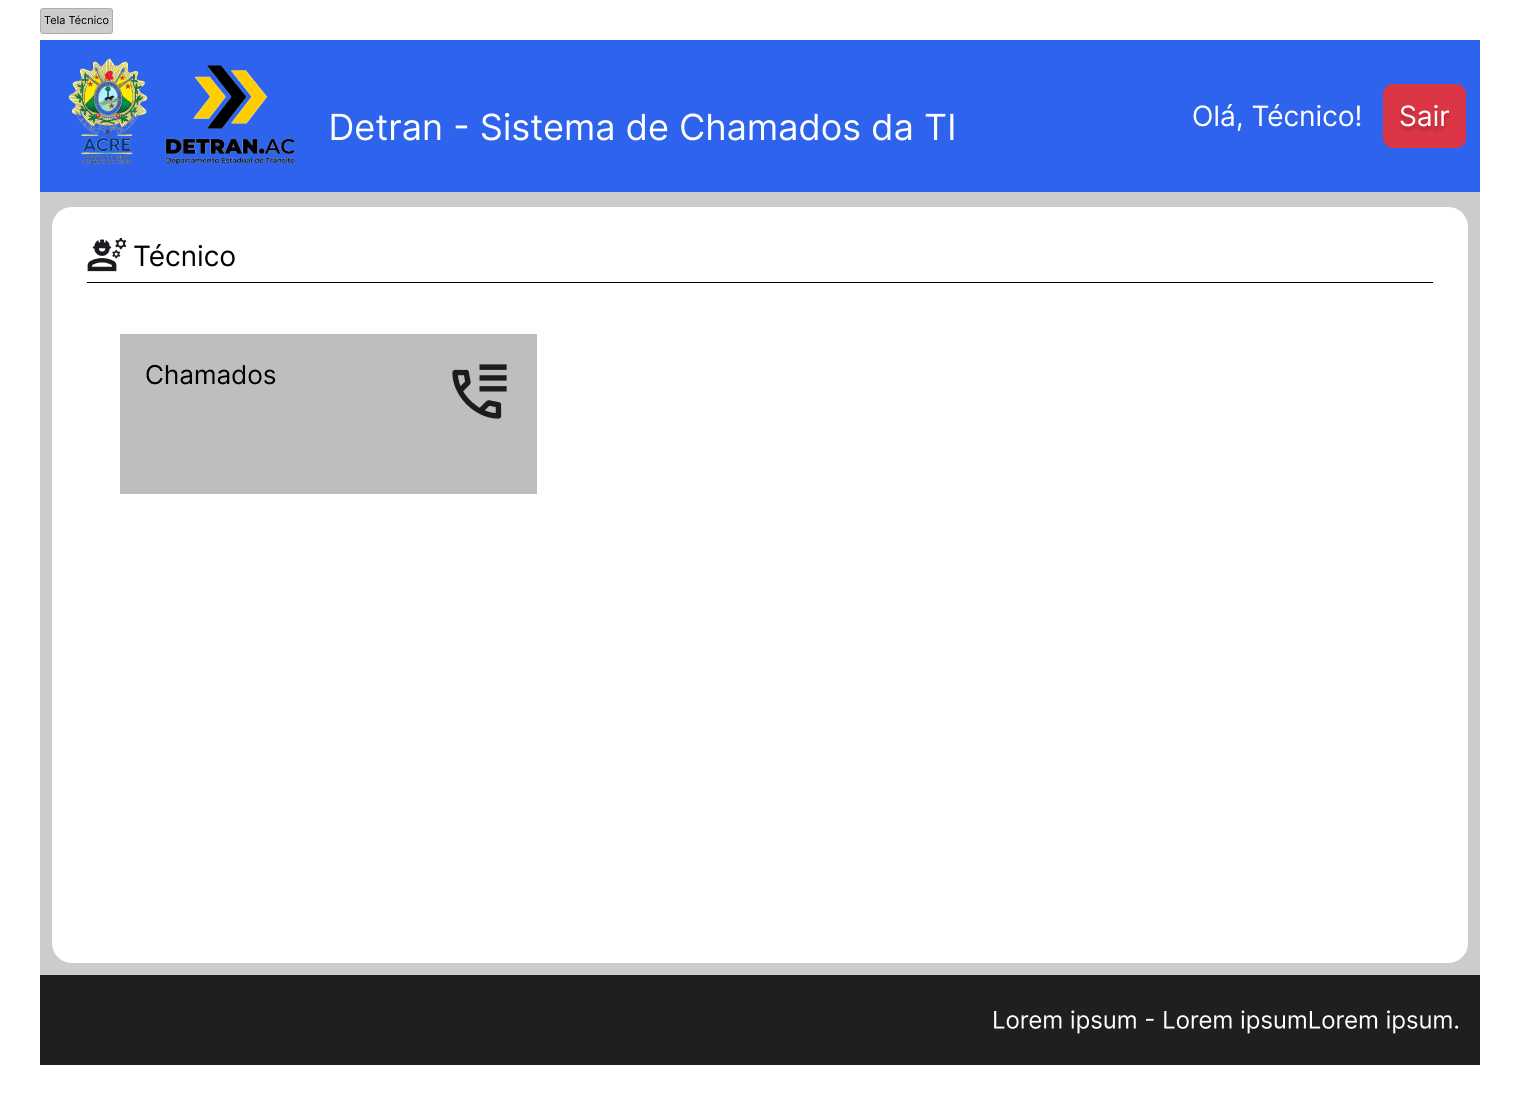 Tela Técnico
ACRE
DETRAN.AC
Departamento Estadual de Trânsito
Detran - Sistema de Chamados da TI
Olá, Técnico!
Sair
Técnico
Chamados
Lorem ipsum - Lorem ipsumLorem ipsum.